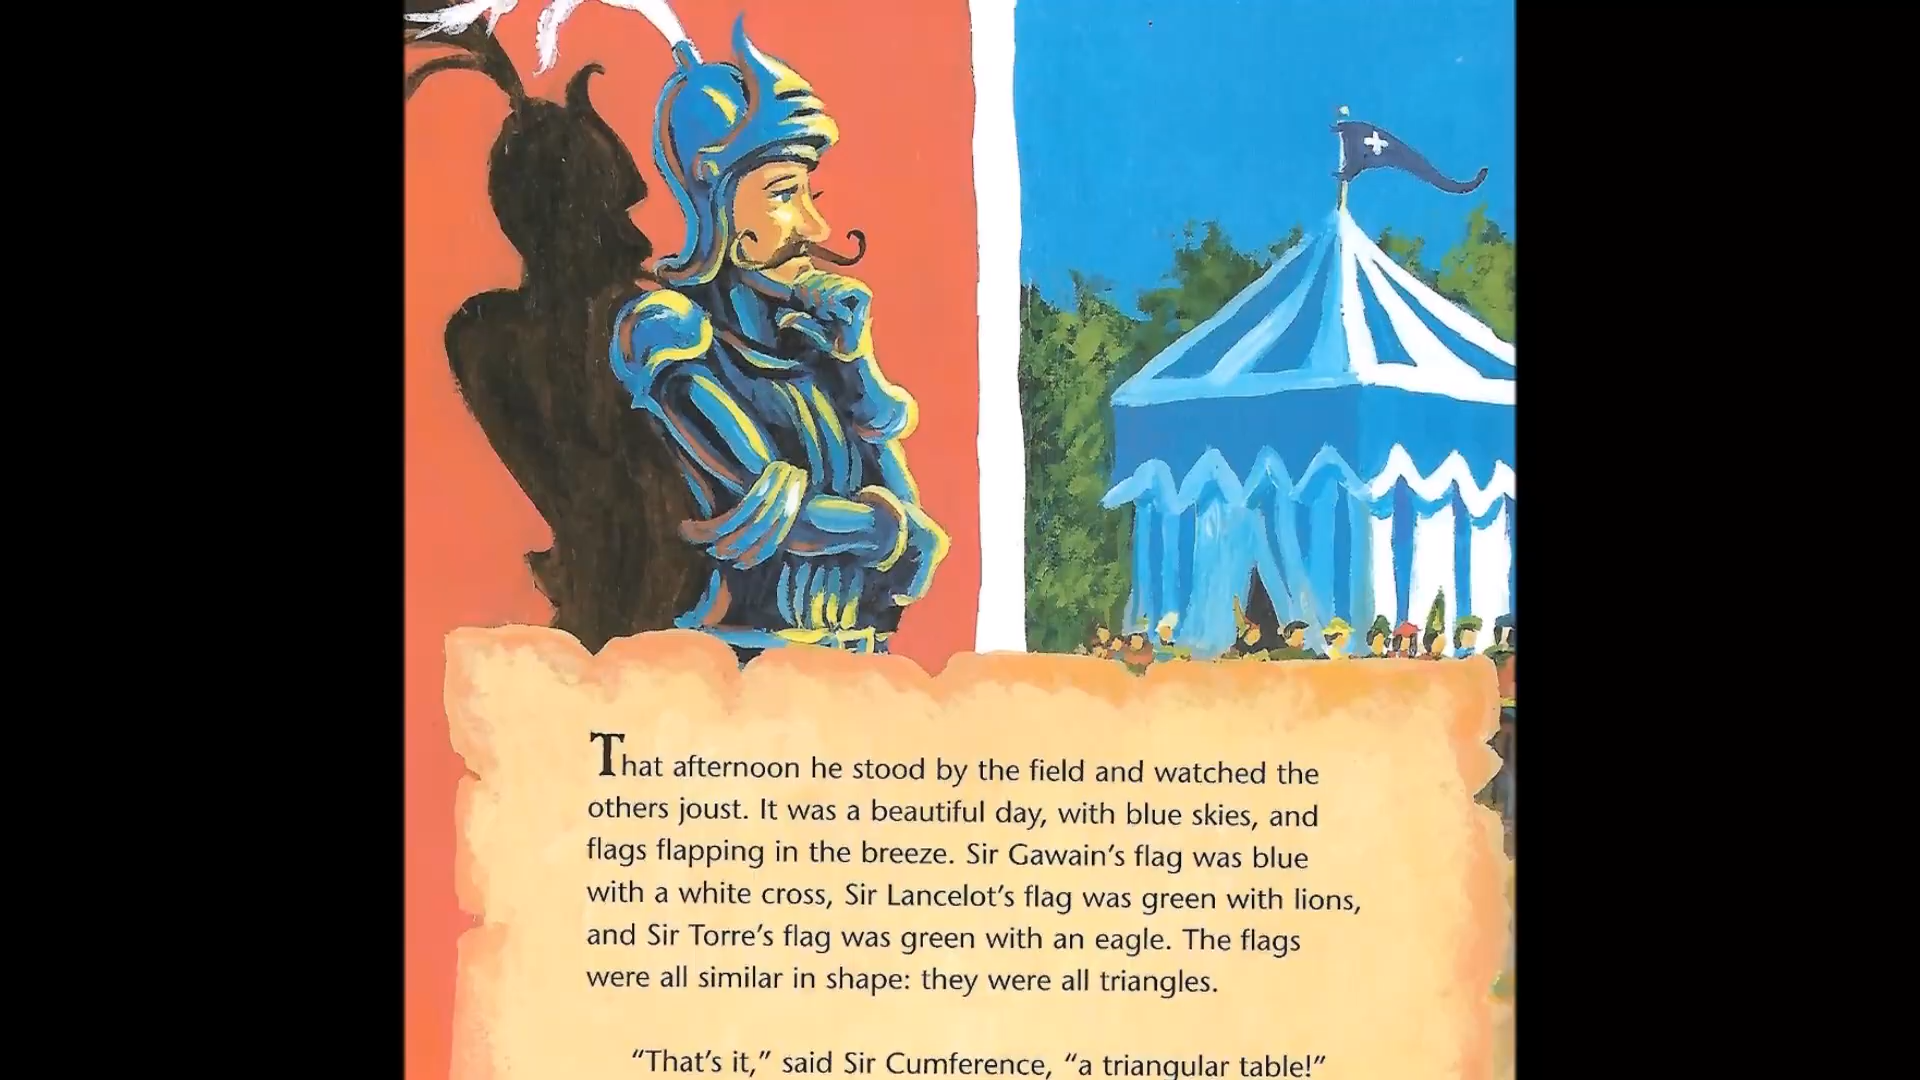 That afternoon he stood by the field and watched the
others joust. It was a beautiful day, with blue skies, and
flags flapping in the breeze. Sir Gawain’s flag was blue
with a white cross, Sir Lancelot’s flag was green with lions,
and Sir Torre’s flag was green with an eagle. The flags
were all similar in shape: they were all triangles.
“That’s it,” said Sir Cumference, “a triangular table!”